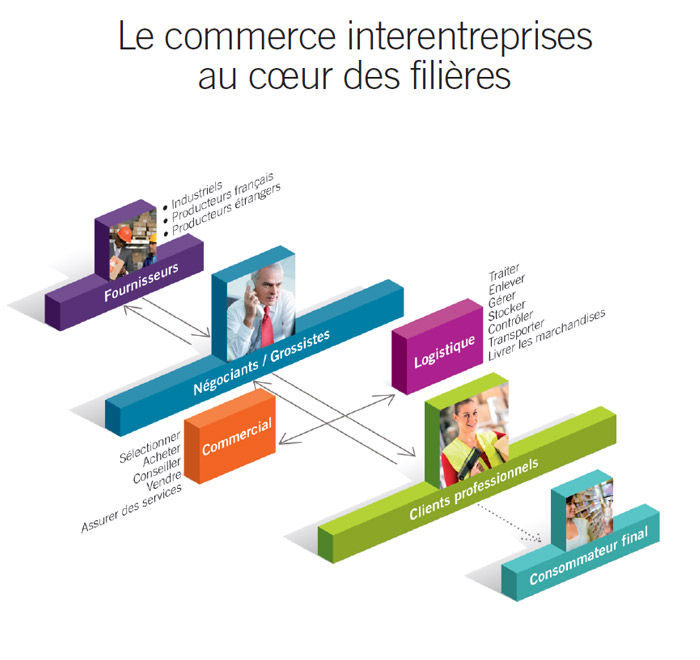 Le commerce interentreprises
au cœur des filières
• Industriels
• Producteurs français
• Producteurs étrangers
Fournisseurs
Négociants / Grossistes
Traiter
Enlever
Gérer
Stocker
Contrôler
Transporter
Livrer les marchandises
Logistique
Commercial
Sélectionner
Acheter
Conseiller
Vendre
Assurer des services
Clients professionnels
Consommateur final